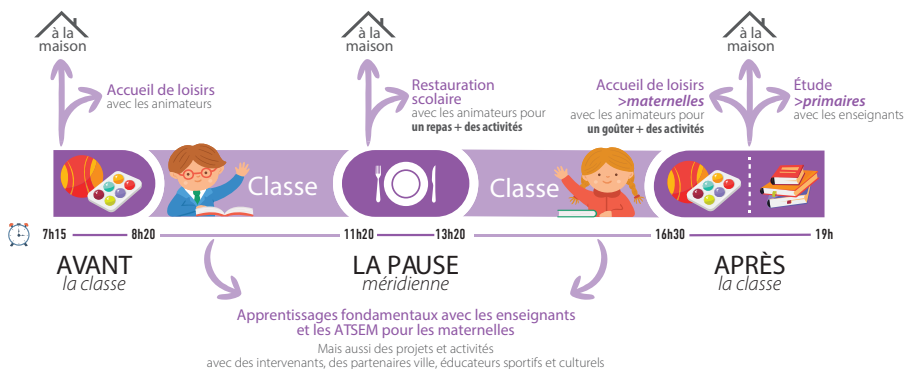 à la
maison
à la
maison
à la
maison
Accueil de loisirs
avec les animateurs
Restauration
scolaire
avec les animateurs pour
un repas + des activités
Accueil de loisirs
>maternelles
avec les animateurs pour
un goûter + des activités
Étude
>primaires
avec les enseignants
Classe
Classe
7h15
8h20
11h20
13h20
16h30
19h
AVANT
la classe
LA PAUSE
méridienne
APRÈS
la classe
Apprentissages fondamentaux avec les enseignants
et les ATSEM pour les maternelles
Mais aussi des projets et activités
avec des intervenants, des partenaires ville, éducateurs sportifs et culturels